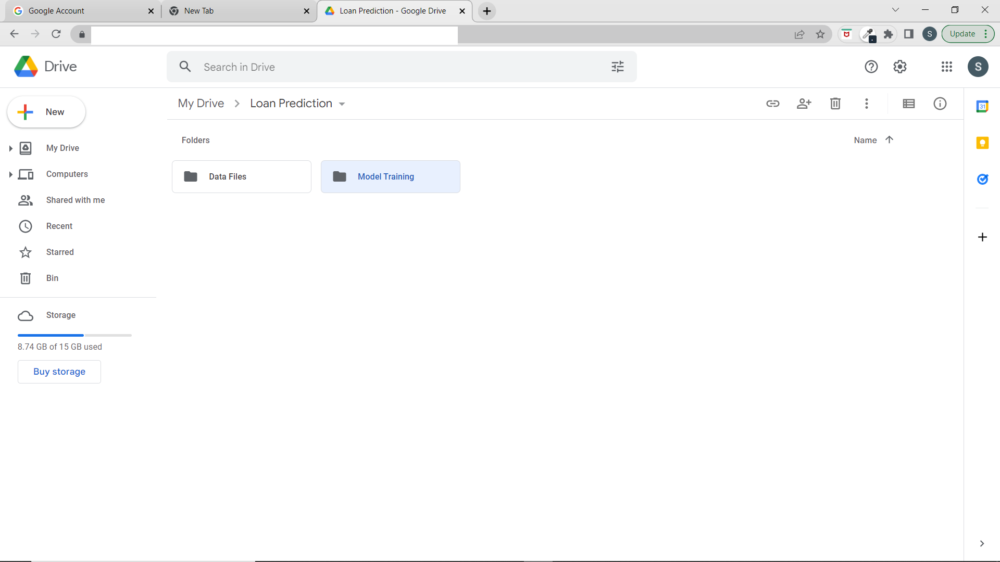 Google Account
New Tab
Loan Prediction - Google Drive
S
Update
Drive
Search in Drive
S
New
My Drive
Loan Prediction
31
My Drive
Folders
Name
Computers
Data Files
Model Training
Shared with me
Recent
Starred
Bin
Storage
8.74 GB of 15 GB used
Buy storage